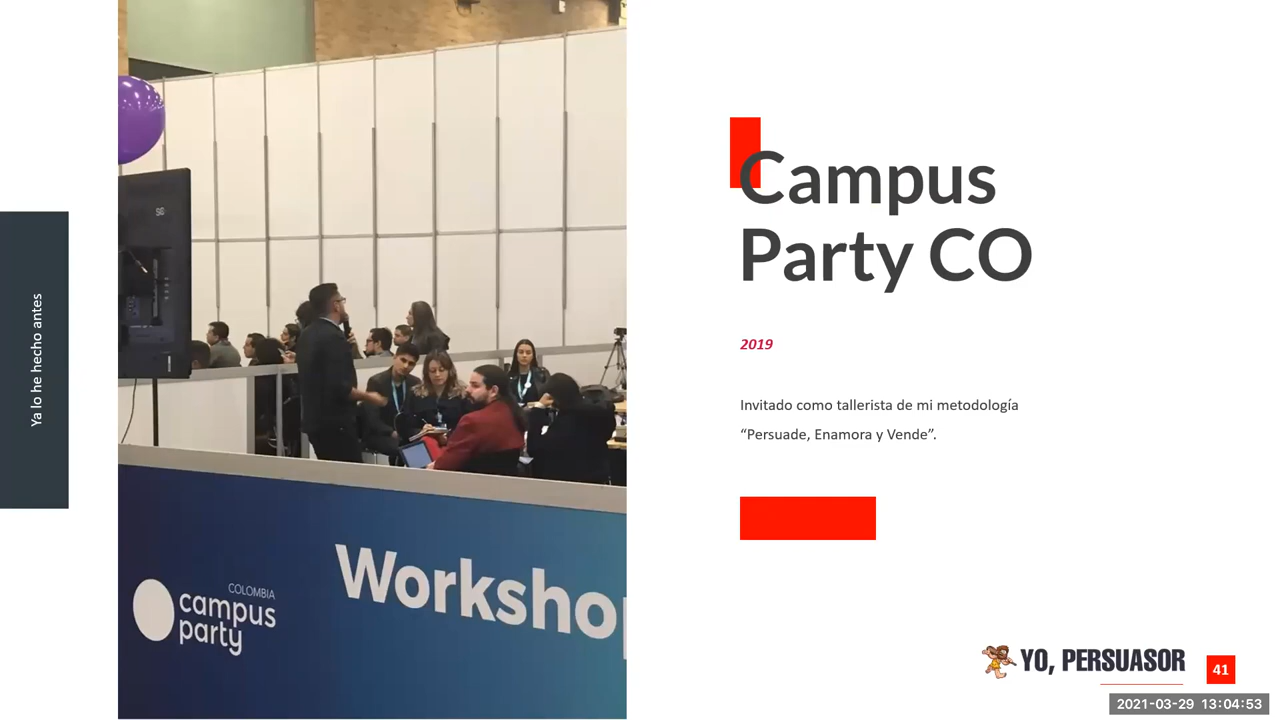 Ya lo he hecho antes
SG
COLOMBIA
campus
party
Worksho
Campus
Party CO
2019
Invitado como tallerista de mi metodología
“Persuade, Enamora y Vende”.
YO, PERSUASOR
41
2021-03-29 13:04:53